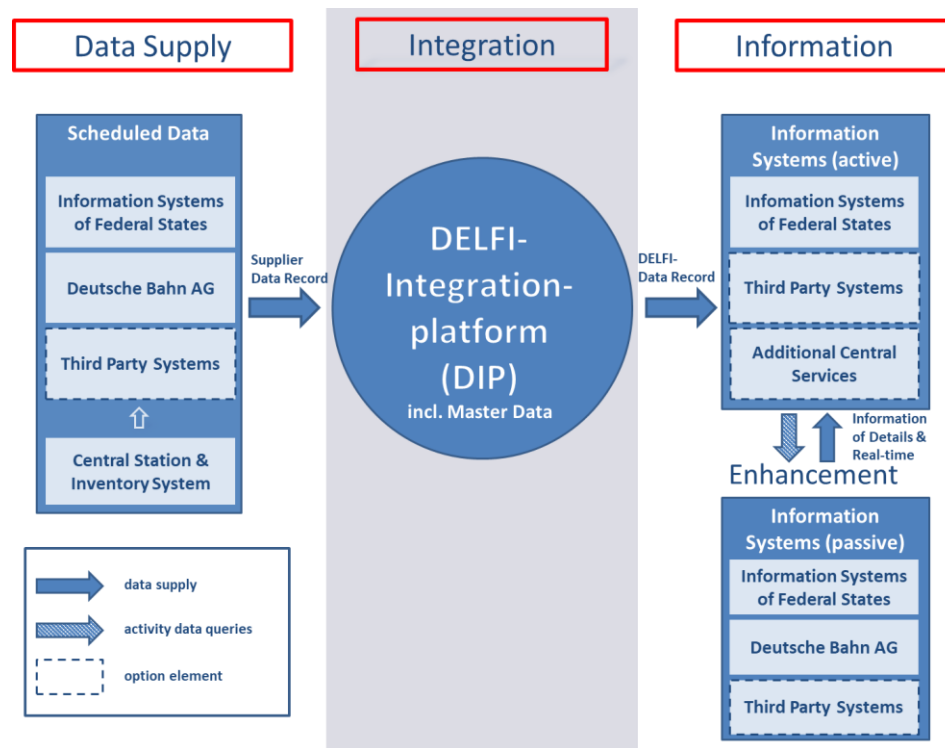 Data Supply
Integration
Information
Scheduled Data
Information Systems
of Federal States
Deutsche Bahn AG
Third Party Systems
Central Station &
Inventory System
Supplier
Data Record
DELFI-
Integration-
platform
(DIP)
incl. Master Data
DELFI-
Data Record
Information
Systems (active)
Infomation Systems
of Federal States
Third Party Systems
Additional Central
Services
Information
of Details &
Real-time
Enhancement
Information
Systems (passive)
Information Systems
of Federal States
Deutsche Bahn AG
Third Party Systems
data supply
activity data queries
option element